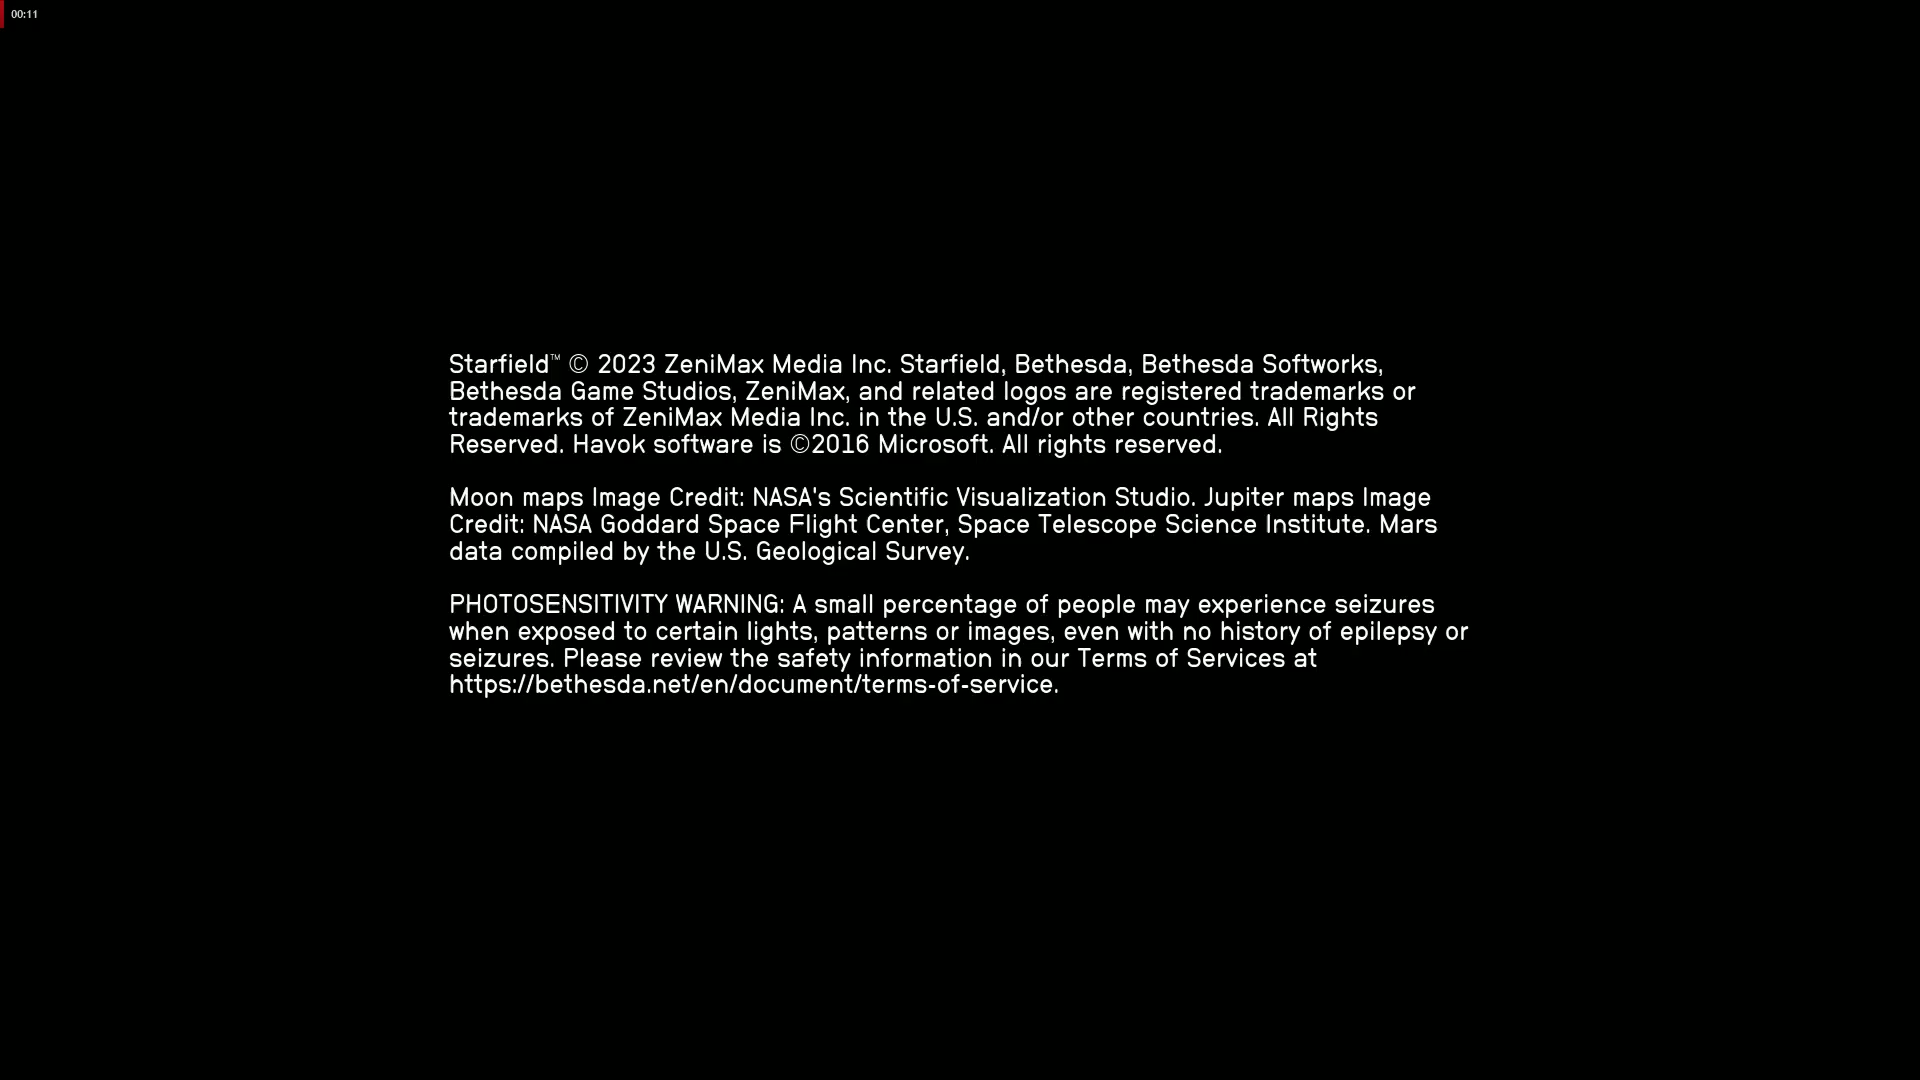 00:11
Starfield™ © 2023 ZeniMax Media Inc. Starfield, Bethesda, Bethesda Softworks,
Bethesda Game Studios, ZeniMax, and related logos are registered trademarks or
trademarks of ZeniMax Media Inc. in the U.S. and/or other countries. All Rights
Reserved. Havok software is ©2016 Microsoft. All rights reserved.
Moon maps Image Credit: NASA's Scientific Visualization Studio. Jupiter maps Image
Credit: NASA Goddard Space Flight Center, Space Telescope Science Institute. Mars
data compiled by the U.S. Geological Survey.
PHOTOSENSITIVITY WARNING: A small percentage of people may experience seizures
when exposed to certain lights, patterns or images, even with no history of epilepsy or
seizures. Please review the safety information in our Terms of Services at
https://bethesda.net/en/document/terms-of-service.